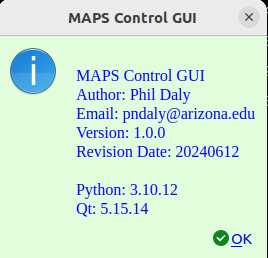 MAPS Control GUI
MAPS Control GUI
Author: Phil Daly
Email: pndaly@arizona.edu
Version: 1.0.0
Revision Date: 20240612
Python: 3.10.12
Qt: 5.15.14
OK